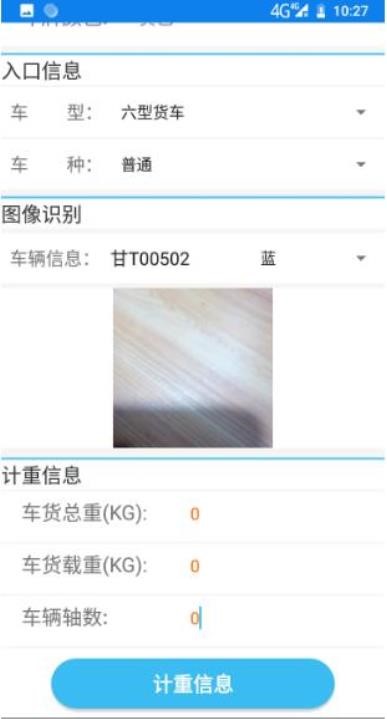 4G 4G 10:27
入口信息
车 型: 六型货车
车 种: 普通
图像识别
车辆信息: 甘T00502 蓝
计重信息
车货总重(KG): 0
车货载重(KG): 0
车辆轴数: 0
计重信息